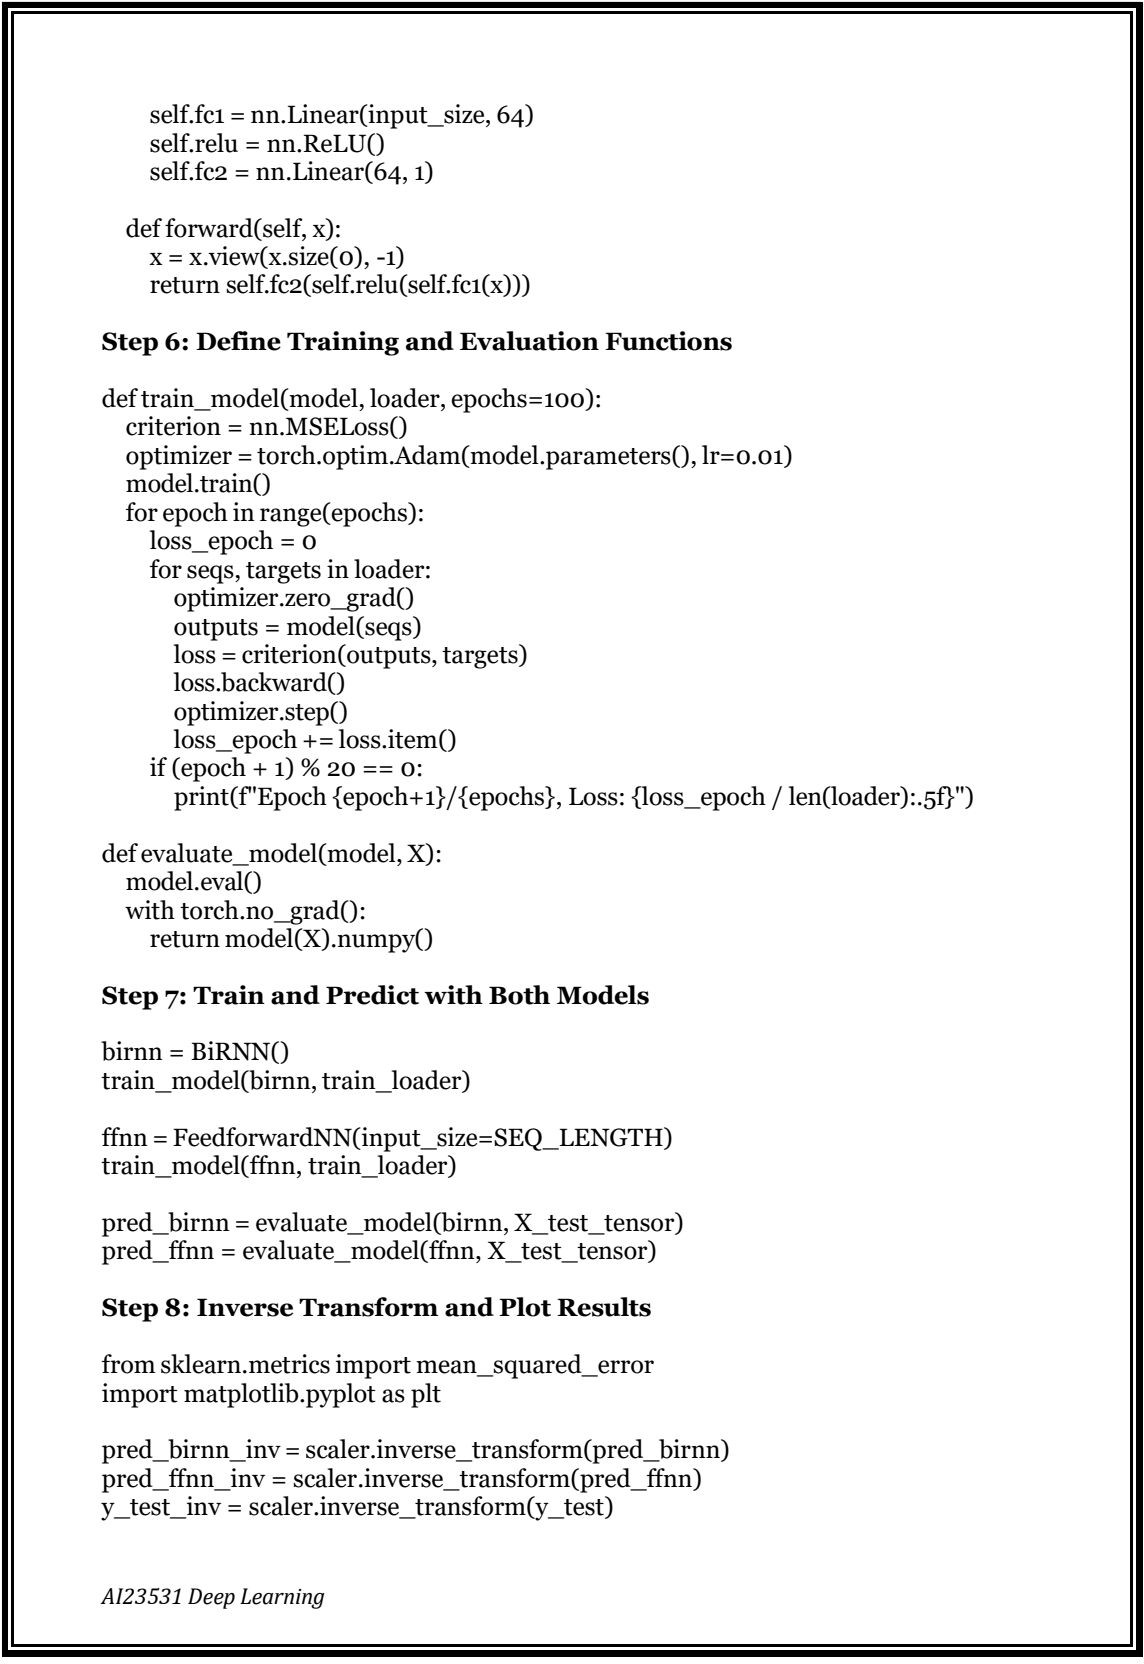 self.fc1 = nn.Linear(input_size, 64)
self.relu = nn.ReLU()
self.fc2 = nn.Linear(64, 1)
def forward(self, x):
x = x.view(x.size(0), -1)
return self.fc2(self.relu(self.fc1(x)))
Step 6: Define Training and Evaluation Functions
def train_model(model, loader, epochs=100):
criterion = nn.MSELoss()
optimizer = torch.optim.Adam(model.parameters(), lr=0.01)
model.train()
for epoch in range(epochs):
loss_epoch = 0
for seqs, targets in loader:
optimizer.zero_grad()
outputs = model(seqs)
loss = criterion(outputs, targets)
loss.backward()
optimizer.step()
loss_epoch += loss.item()
if (epoch + 1) % 20 == 0:
print(f"Epoch {epoch+1}/{epochs}, Loss: {loss_epoch / len(loader):.5f}")
def evaluate_model(model, X):
model.eval()
with torch.no_grad():
return model(X).numpy()
Step 7: Train and Predict with Both Models
birnn = BiRNN()
train_model(birnn, train_loader)
ffnn = FeedforwardNN(input_size=SEQ_LENGTH)
train_model(ffnn, train_loader)
pred_birnn = evaluate_model(birnn, X_test_tensor)
pred_ffnn = evaluate_model(ffnn, X_test_tensor)
Step 8: Inverse Transform and Plot Results
from sklearn.metrics import mean_squared_error
import matplotlib.pyplot as plt
pred_birnn_inv = scaler.inverse_transform(pred_birnn)
pred_ffnn_inv = scaler.inverse_transform(pred_ffnn)
y_test_inv = scaler.inverse_transform(y_test)
AI23531 Deep Learning